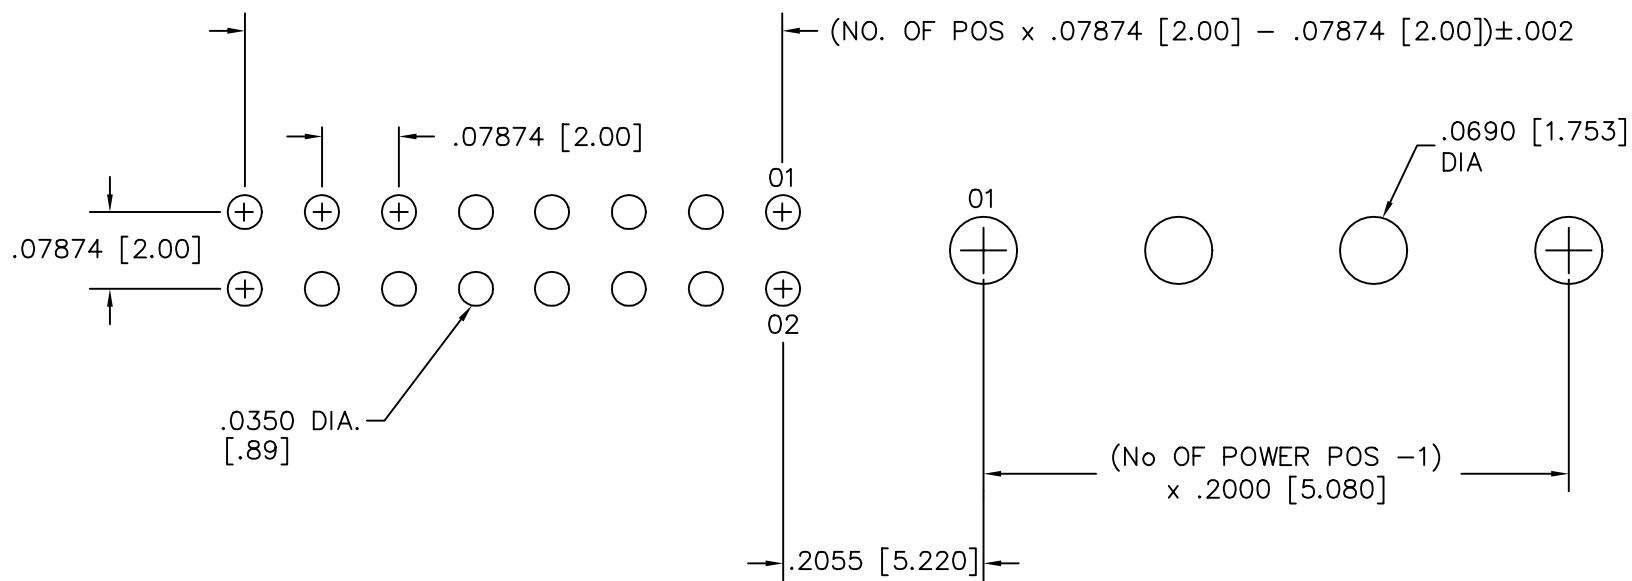 (NO. OF POS x .07874 [2.00] - .07874 [2.00])±.002
.07874 [2.00]
.0690 [1.753]
DIA
01
01
.07874 [2.00]
02
.0350 DIA.
[.89]
(No OF POWER POS -1)
x .2000 [5.080]
.2055 [5.220]